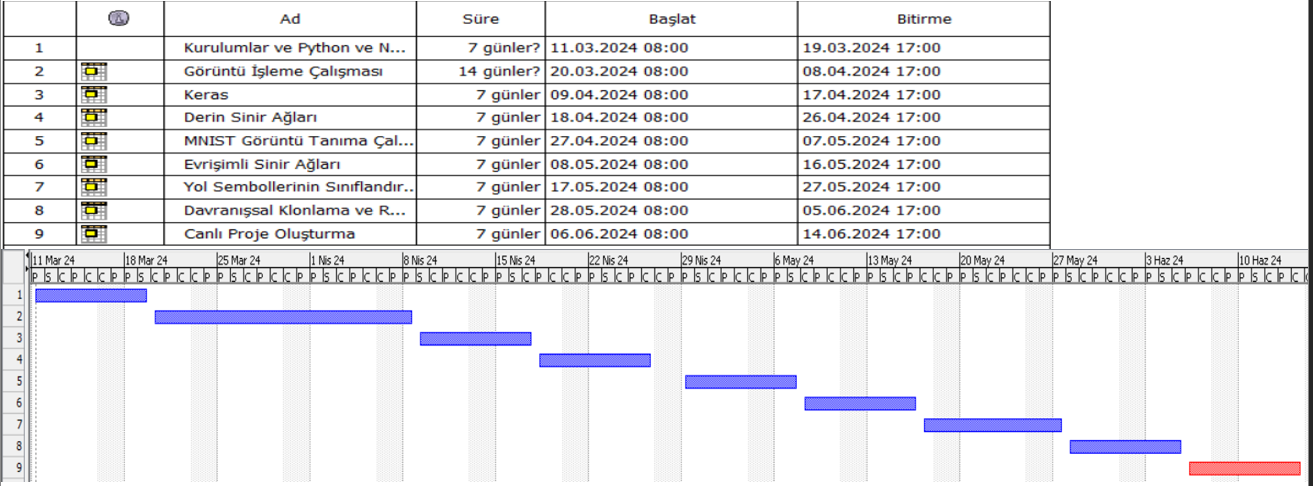 Ad Süre Başlat Bitirme
1 Kurulumlar ve Python ve N... 7 günler? 11.03.2024 08:00 19.03.2024 17:00
2 Görüntü İşleme Çalışması 14 günler? 20.03.2024 08:00 08.04.2024 17:00
3 Keras 7 günler 09.04.2024 08:00 17.04.2024 17:00
4 Derin Sinir Ağları 7 günler 18.04.2024 08:00 26.04.2024 17:00
5 MNIST Görüntü Tanıma Çal... 7 günler 27.04.2024 08:00 07.05.2024 17:00
6 Evrişimli Sinir Ağları 7 günler 08.05.2024 08:00 16.05.2024 17:00
7 Yol Sembollerinin Sınıflandır.. 7 günler 17.05.2024 08:00 27.05.2024 17:00
8 Davranışsal Klonlama ve R... 7 günler 28.05.2024 08:00 05.06.2024 17:00
9 Canlı Proje Oluşturma 7 günler 06.06.2024 08:00 14.06.2024 17:00
11 Mar 24 18 Mar 24 25 Mar 24 1 Nis 24 8 Nis 24 15 Nis 24 22 Nis 24 29 Nis 24 6 May 24 13 May 24 20 May 24 27 May 24 3 Haz 24 10 Haz 24
P S Ç P C C P S Ç P C C P S Ç P C C P S Ç P C C P S Ç P C C P S Ç P C C P S Ç P C C P S Ç P C C P S Ç P C C P S Ç P C C P S Ç P C C P S Ç P C C P S Ç P C C P S Ç P C
1
2
3
4
5
6
7
8
9